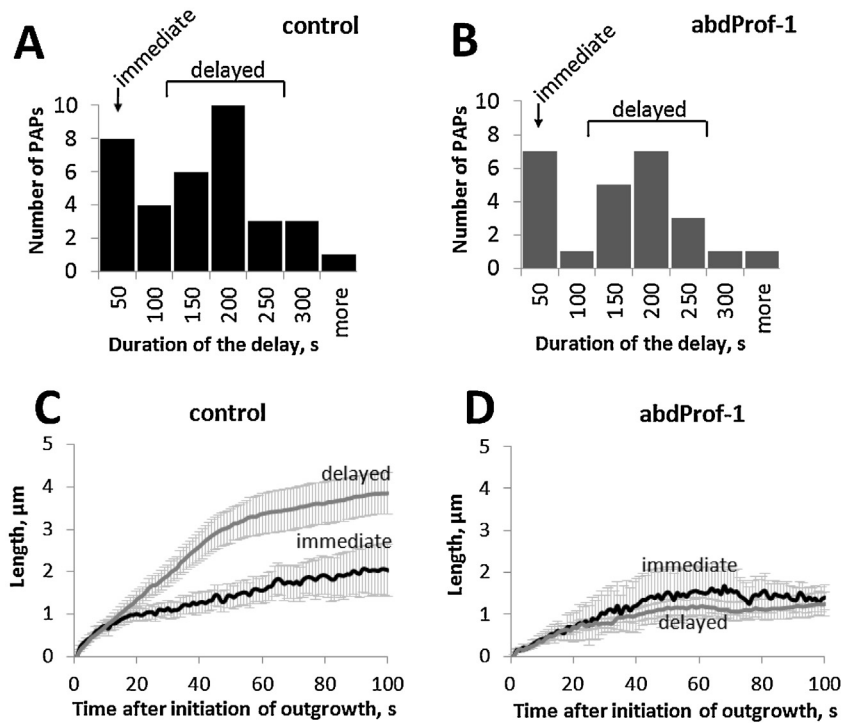 A
control
immediate
delayed
Number of PAPs
10
8
6
4
2
0
50
100
150
200
250
300
more
Duration of the delay, s
B
abdProf-1
immediate
delayed
Number of PAPs
10
8
6
4
2
0
50
100
150
200
250
300
more
Duration of the delay, s
C
control
Length, µm
5
4
3
2
1
0
delayed
immediate
0 20 40 60 80 100
Time after initiation of outgrowth, s
D
abdProf-1
Length, µm
5
4
3
2
1
0
immediate
delayed
0 20 40 60 80 100
Time after initiation of outgrowth, s